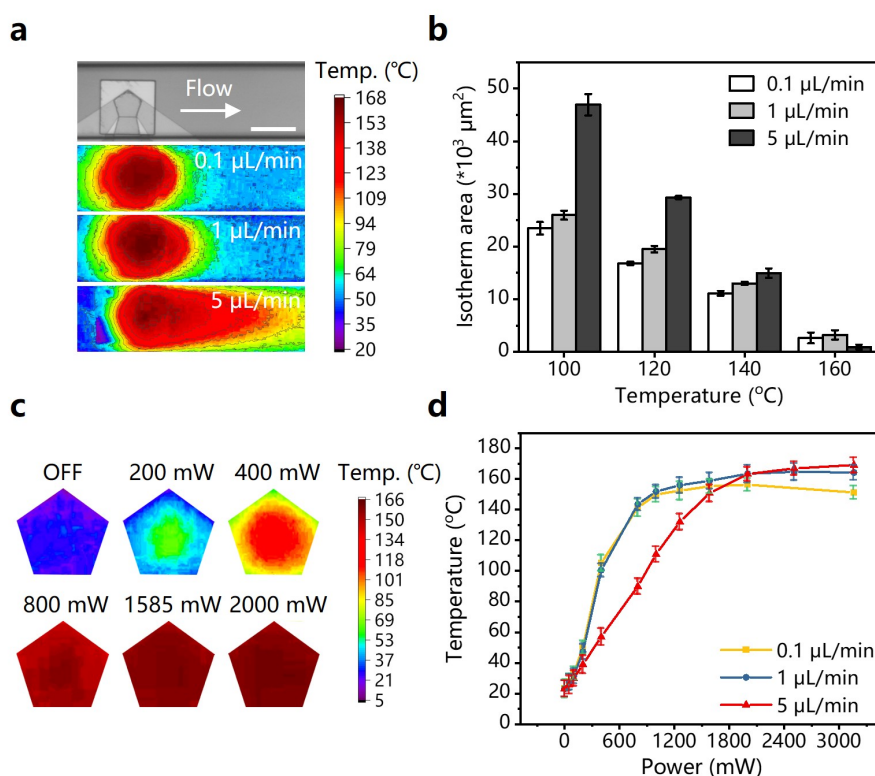 a
Flow
0.1 µL/min
1 µL/min
5 µL/min
Temp. (℃)
168
153
138
124
109
94
79
64
50
35
20
b
Isotherm area (*10³ µm²)
50
40
30
20
10
0
100
120
140
160
Temperature (°C)
0.1 µL/min
1 µL/min
5 µL/min
c
OFF
200 mW
400 mW
800 mW
1585 mW
2000 mW
Temp. (℃)
166
150
134
118
101
85
69
53
37
21
5
d
Temperature (°C)
180
160
140
120
100
80
60
40
20
0
0
600
1200
1800
2400
3000
Power (mW)
0.1 µL/min
1 µL/min
5 µL/min